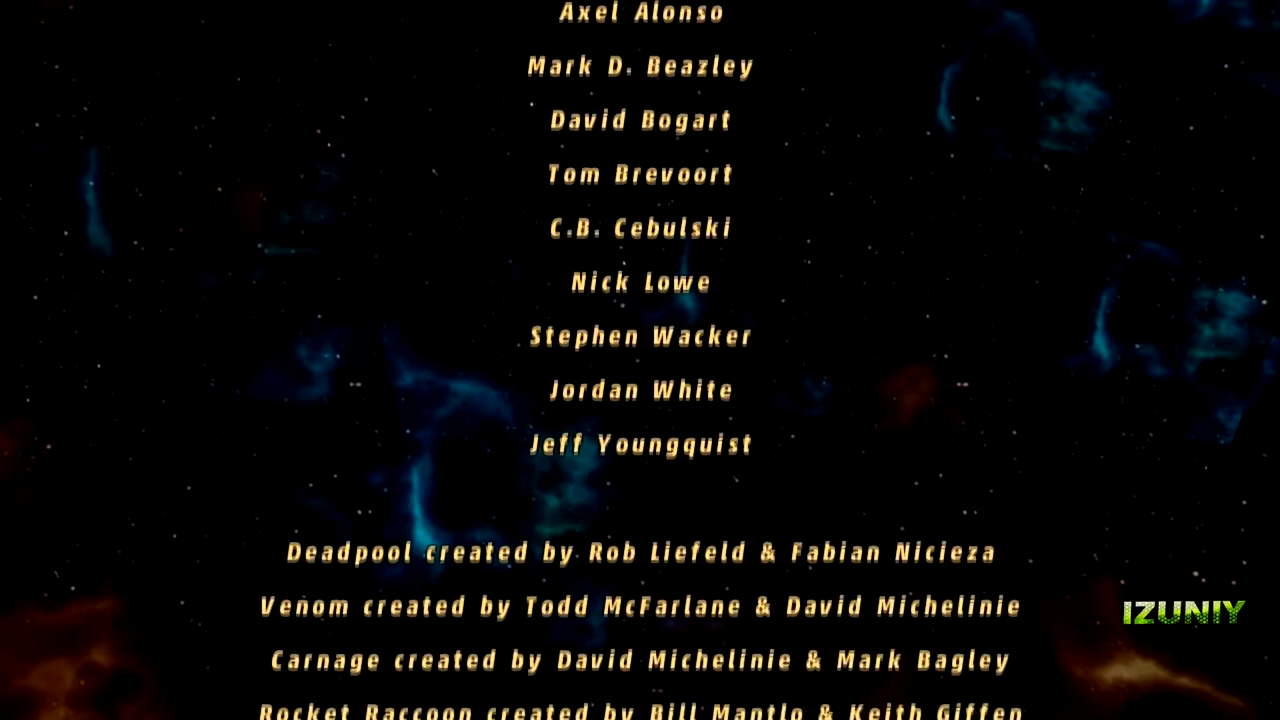 Axel Alonso
Mark D. Beazley
David Bogart
Tom Brevoort
C.B. Cebulski
Nick Lowe
Stephen Wacker
Jordan White
Jeff Youngquist
Deadpool created by Rob Liefeld & Fabian Nicieza
Venom created by Todd McFarlane & David Michelinie
IZUNIY
Carnage created by David Michelinie & Mark Bagley
Rocket Raccoon created by Bill Mantlo & Keith Giffen